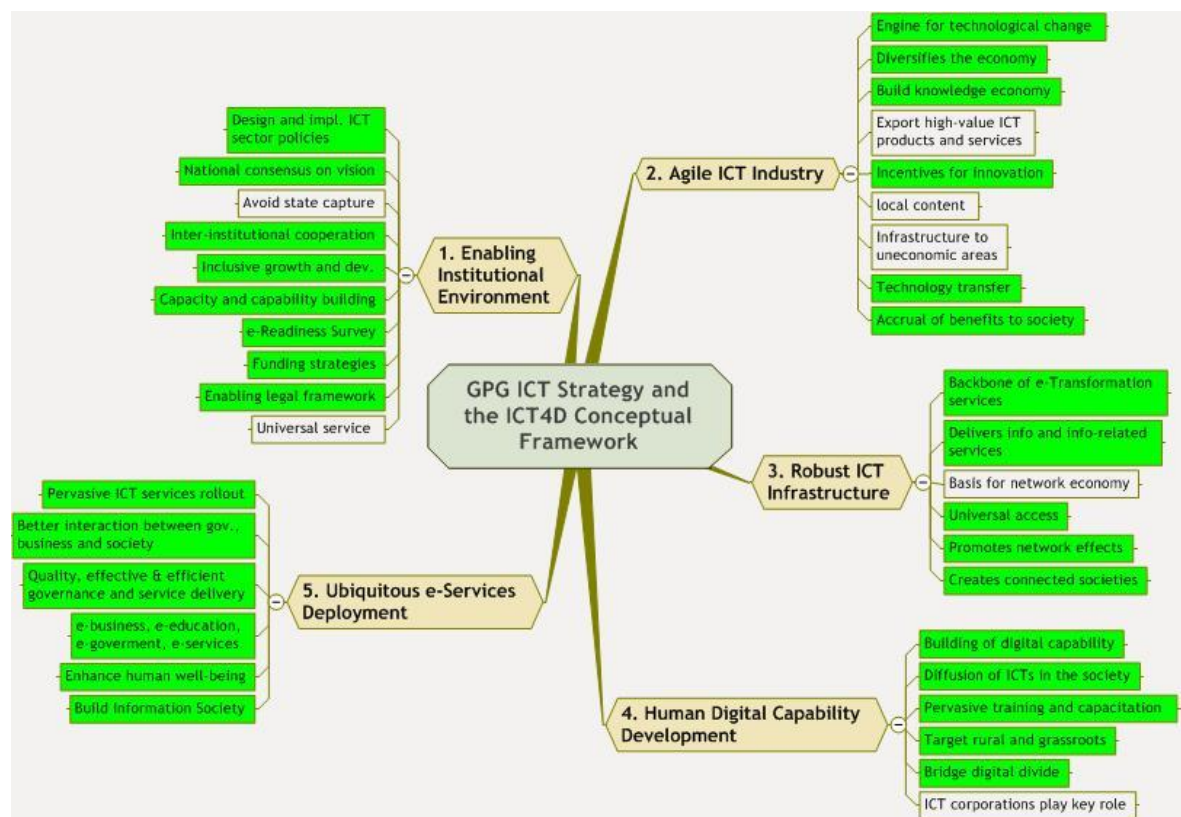 GPG ICT Strategy and
the ICT4D Conceptual
Framework
1. Enabling
Institutional
Environment
Design and impl. ICT
sector policies
National consensus on vision
Avoid state capture
Inter-institutional cooperation
Inclusive growth and dev.
Capacity and capability building
e-Readiness Survey
Funding strategies
Enabling legal framework
Universal service
2. Agile ICT Industry
Engine for technological change
Diversifies the economy
Build knowledge economy
Export high-value ICT
products and services
Incentives for innovation
local content
Infrastructure to
uneconomic areas
Technology transfer
Accrual of benefits to society
3. Robust ICT
Infrastructure
Backbone of e-Transformation
services
Delivers info and info-related
services
Basis for network economy
Universal access
Promotes network effects
Creates connected societies
4. Human Digital Capability
Development
Building of digital capability
Diffusion of ICTs in the society
Pervasive training and capacitation
Target rural and grassroots
Bridge digital divide
ICT corporations play key role
5. Ubiquitous e-Services
Deployment
Pervasive ICT services rollout
Better interaction between gov.,
business and society
Quality, effective & efficient
governance and service delivery
e-business, e-education,
e-goverment, e-services
Enhance human well-being
Build Information Society